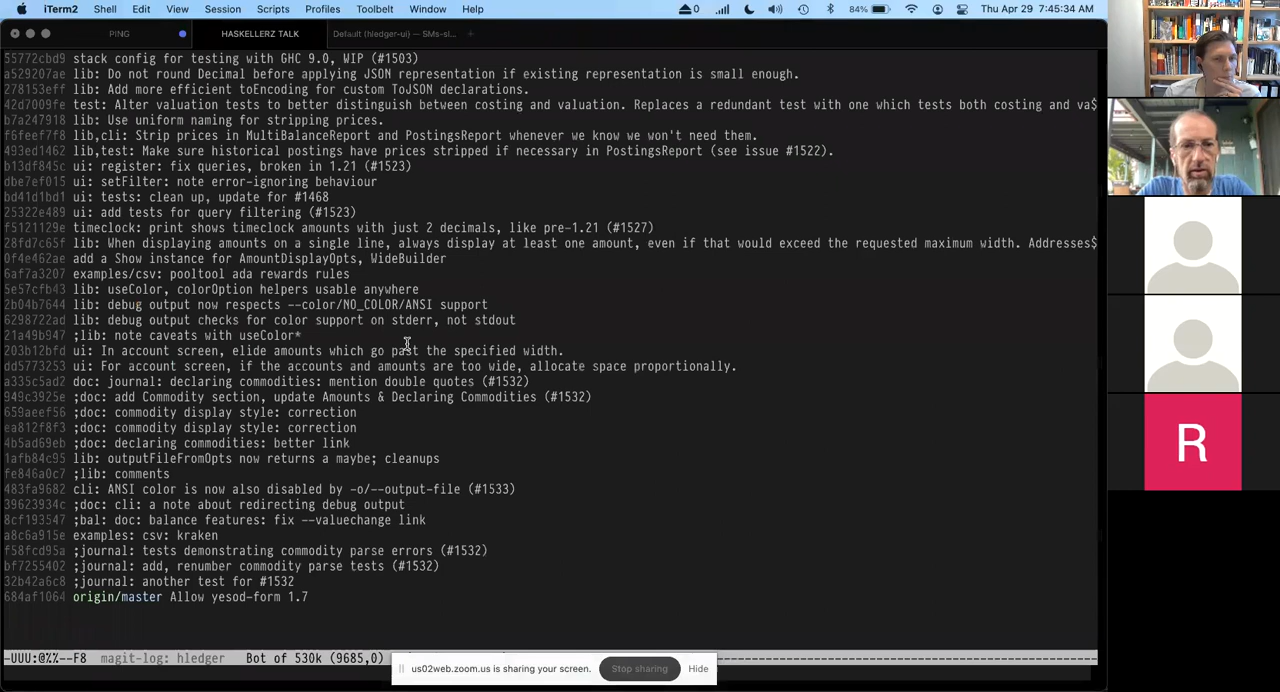 iTerm2 Shell Edit View Session Scripts Profiles Toolbelt Window Help 0 84% Thu Apr 29 7:45:34 AM
PING HASKELLERZ TALK Default (hledger-ui) — SMs-sl... +
55772cbd9 stack config for testing with GHC 9.0, WIP (#1503)
a529207ae lib: Do not round Decimal before applying JSON representation if existing representation is small enough.
278153eff lib: Add more efficient toEncoding for custom ToJSON declarations.
42d7009fe test: Alter valuation tests to better distinguish between costing and valuation. Replaces a redundant test with one which tests both costing and va$
b7a247918 lib: Use uniform naming for stripping prices.
f6feef7f8 lib,cli: Strip prices in MultiBalanceReport and PostingsReport whenever we know we won't need them.
493ed1462 lib,test: Make sure historical postings have prices stripped if necessary in PostingsReport (see issue #1522).
b13df845c ui: register: fix queries, broken in 1.21 (#1523)
dbe7ef015 ui: setFilter: note error-ignoring behaviour
bd41d1bd1 ui: tests: clean up, update for #1468
25322e489 ui: add tests for query filtering (#1523)
f5121129e timeclock: print shows timeclock amounts with just 2 decimals, like pre-1.21 (#1527)
28fd7c65f lib: When displaying amounts on a single line, always display at least one amount, even if that would exceed the requested maximum width. Addresses$
0f4e462ae add a Show instance for AmountDisplayOpts, WideBuilder
6af7a3207 examples/csv: pooltool ada rewards rules
5e57cfb43 lib: useColor, colorOption helpers usable anywhere
2b04b7644 lib: debug output now respects --color/NO_COLOR/ANSI support
6298722ad lib: debug output checks for color support on stderr, not stdout
21a49b947 ;lib: note caveats with useColor*
203b12bfd ui: In account screen, elide amounts which go past the specified width.
dd5773253 ui: For account screen, if the accounts and amounts are too wide, allocate space proportionally.
a335c5ad2 doc: journal: declaring commodities: mention double quotes (#1532)
949c3925e ;doc: add Commodity section, update Amounts & Declaring Commodities (#1532)
659aeef56 ;doc: commodity display style: correction
ea812f8f3 ;doc: commodity display style: correction
4b5ad69eb ;doc: declaring commodities: better link
1afb84c95 lib: outputFileFromOpts now returns a maybe; cleanups
fe846a0c7 ;lib: comments
483fa9682 cli: ANSI color is now also disabled by -o/--output-file (#1533)
39623934c ;doc: cli: a note about redirecting debug output
8cf193547 ;bal: doc: balance features: fix --valuechange link
a8c6a915e examples: csv: kraken
f58fcd95a ;journal: tests demonstrating commodity parse errors (#1532)
bf7255402 ;journal: add, renumber commodity parse tests (#1532)
32b42a6c8 ;journal: another test for #1532
684af1064 origin/master Allow yesod-form 1.7
-UUU:@%%--F8 magit-log: hledger Bot of 530k (9685,0)
us02web.zoom.us is sharing your screen. Stop sharing Hide
R